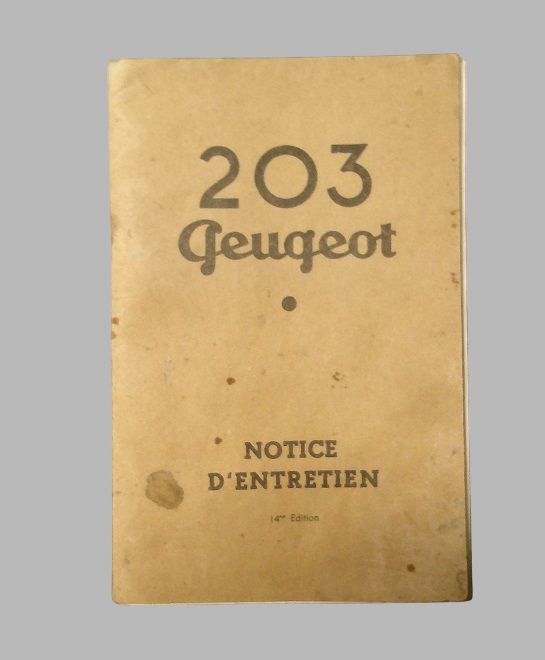 203
Peugeot
NOTICE
D'ENTRETIEN
14me Edition